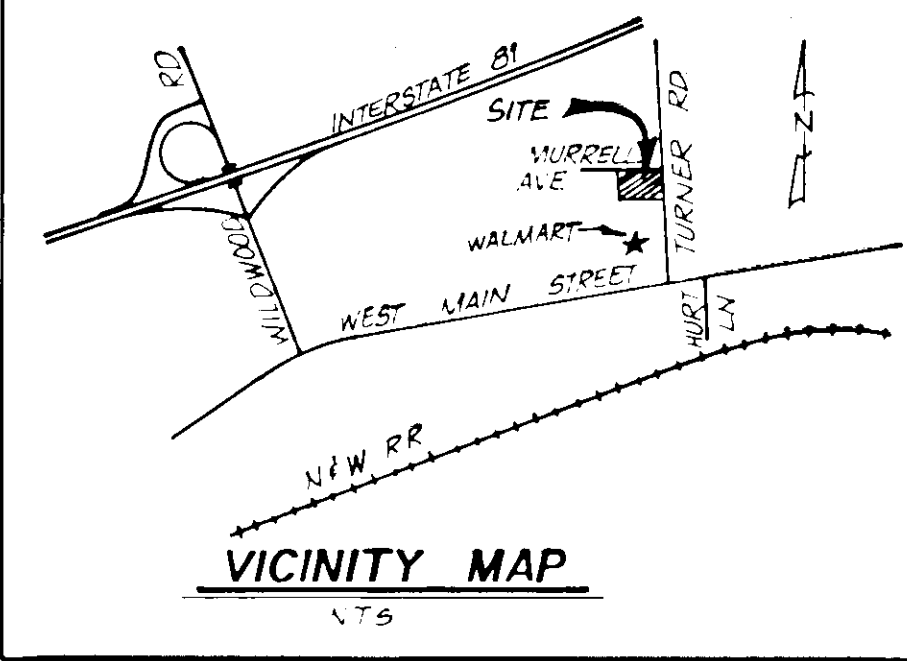 RD
INTERSTATE 81
SITE
TURNER RD
MURRELL
AVE
N
WALMART
WILDWOOD
WEST MAIN STREET
HURT
LN
N & W RR
VICINITY MAP
NTS